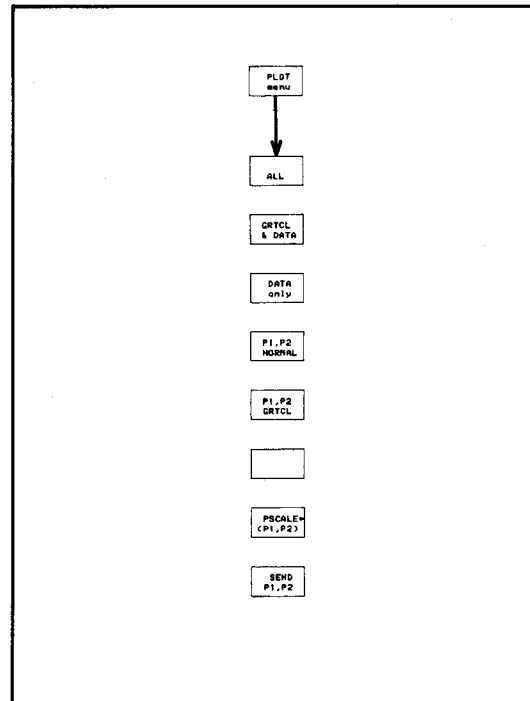 PLOT
menu
ALL
GRTCL
& DATA
DATA
only
P1,P2
NORMAL
P1,P2
GRTCL
PSCALE
(P1,P2)
SEND
P1,P2